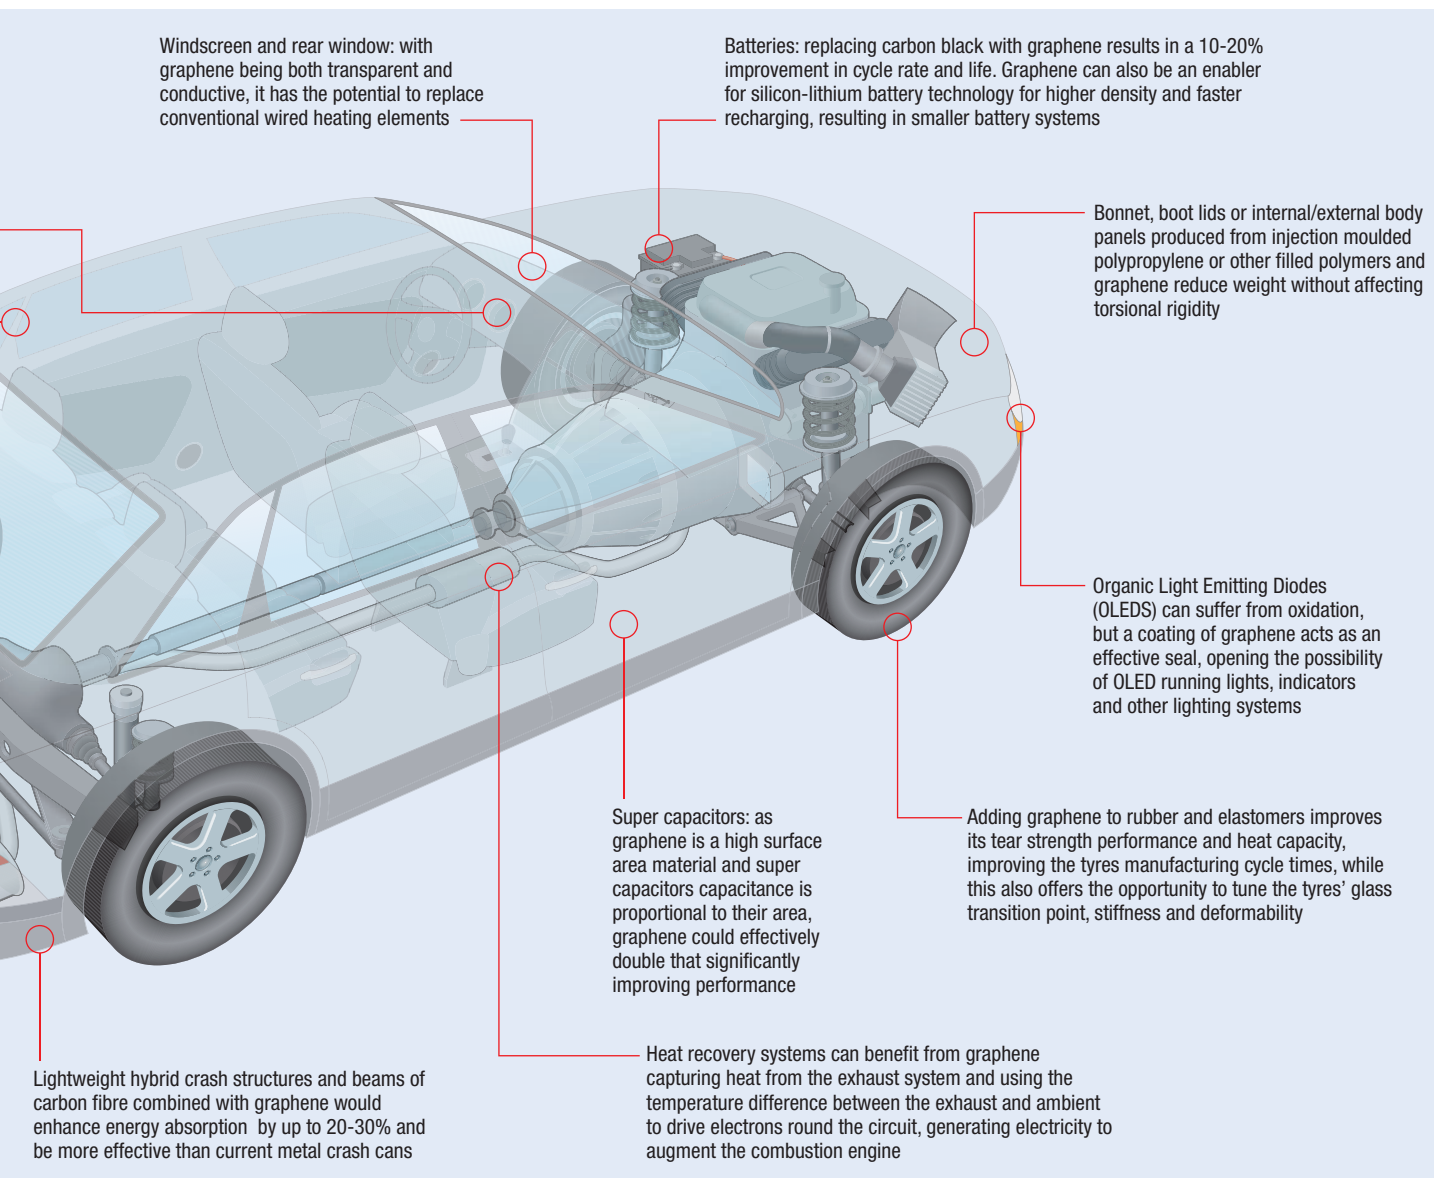 Windscreen and rear window: with
graphene being both transparent and
conductive, it has the potential to replace
conventional wired heating elements
Batteries: replacing carbon black with graphene results in a 10-20%
improvement in cycle rate and life. Graphene can also be an enabler
for silicon-lithium battery technology for higher density and faster
recharging, resulting in smaller battery systems
Bonnet, boot lids or internal/external body
panels produced from injection moulded
polypropylene or other filled polymers and
graphene reduce weight without affecting
torsional rigidity
Organic Light Emitting Diodes
(OLEDS) can suffer from oxidation,
but a coating of graphene acts as an
effective seal, opening the possibility
of OLED running lights, indicators
and other lighting systems
Super capacitors: as
graphene is a high surface
area material and super
capacitors capacitance is
proportional to their area,
graphene could effectively
double that significantly
improving performance
Adding graphene to rubber and elastomers improves
its tear strength performance and heat capacity,
improving the tyres manufacturing cycle times, while
this also offers the opportunity to tune the tyres’ glass
transition point, stiffness and deformability
Lightweight hybrid crash structures and beams of
carbon fibre combined with graphene would
enhance energy absorption by up to 20-30% and
be more effective than current metal crash cans
Heat recovery systems can benefit from graphene
capturing heat from the exhaust system and using the
temperature difference between the exhaust and ambient
to drive electrons round the circuit, generating electricity to
augment the combustion engine